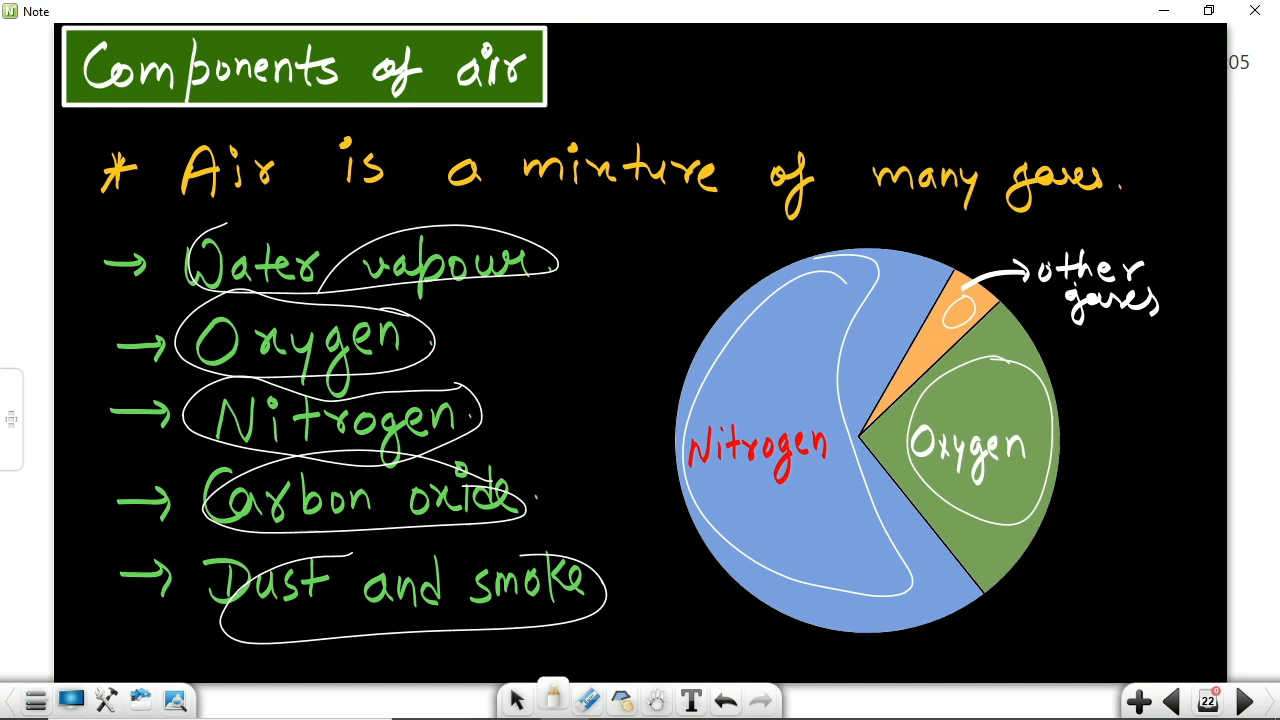 Note
Components of air
05
* Air is a mixture of many gases.
→ Water vapour.
→ Oxygen.
→ Nitrogen.
→ Carbon oxide.
→ Dust and smoke
other
gases
Nitrogen
Oxygen
T
22
0